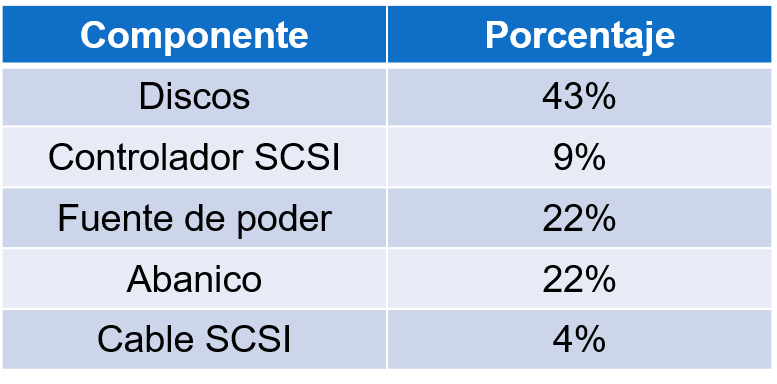 Componente Porcentaje
Discos 43%
Controlador SCSI 9%
Fuente de poder 22%
Abanico 22%
Cable SCSI 4%